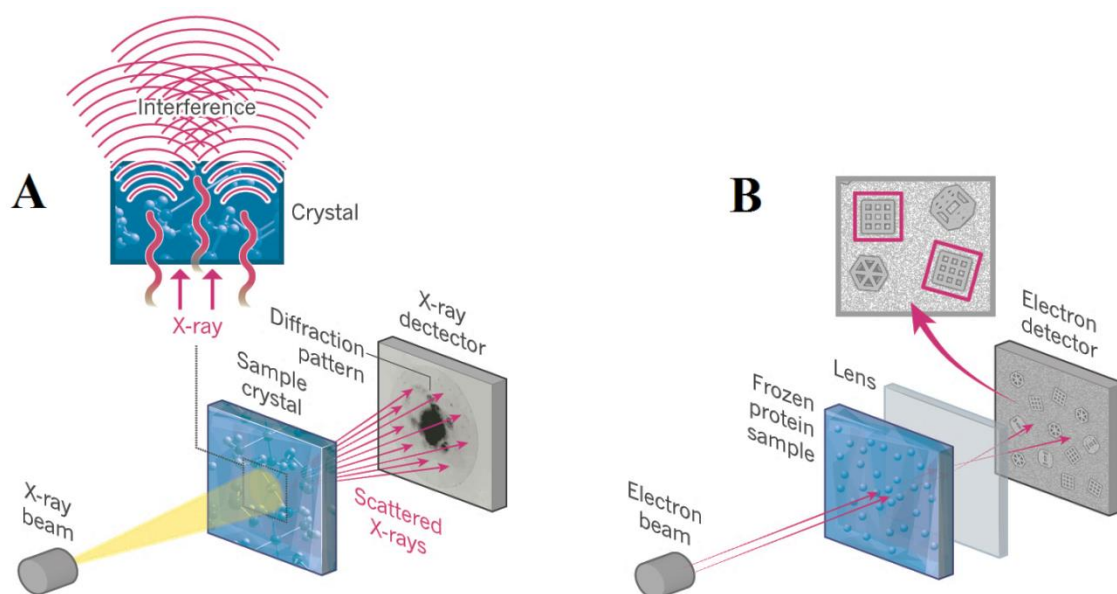 Interference
A
Crystal
X-ray
X-ray
dectector
Diffraction
pattern
Sample
crystal
Scattered
X-rays
X-ray
beam
B
Electron
detector
Lens
Frozen
protein
sample
Electron
beam